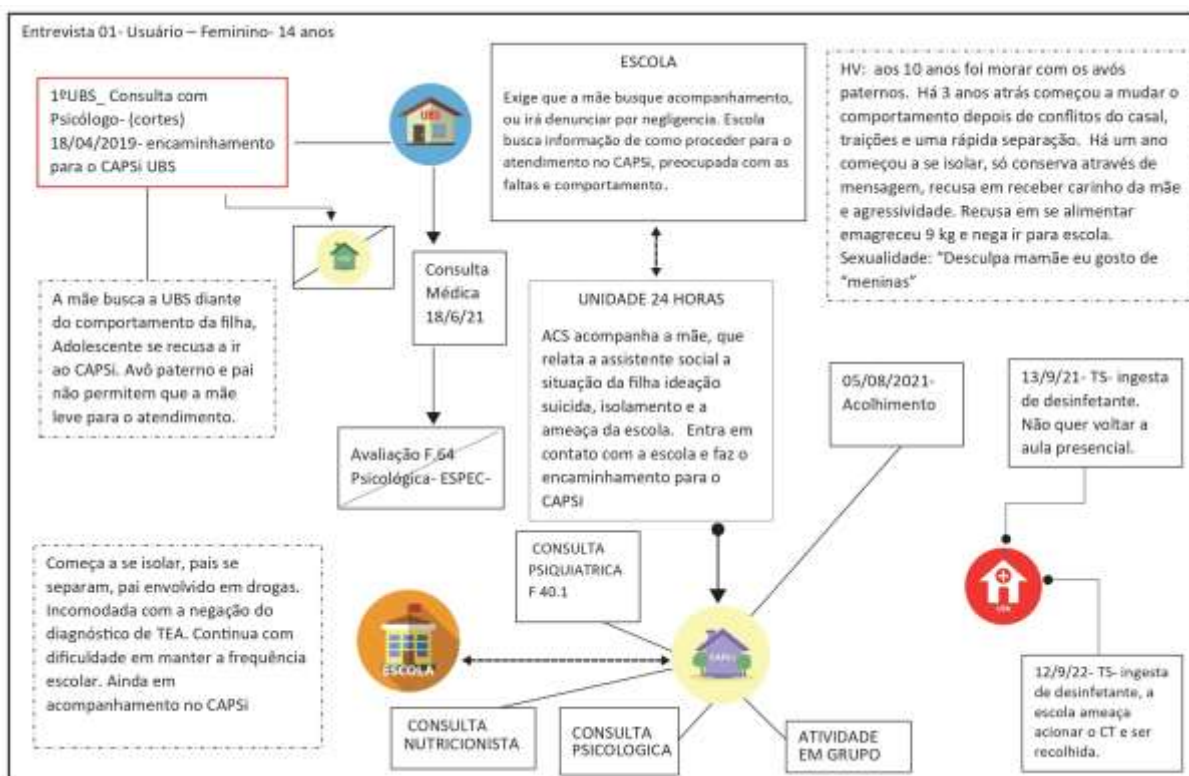 Entrevista 01- Usuário – Feminino- 14 anos
1ºUBS_ Consulta com
Psicólogo- (cortes)
18/04/2019- encaminhamento
para o CAPSi UBS
UBS
ESCOLA
Exige que a mãe busque acompanhamento,
ou irá denunciar por negligencia. Escola
busca informação de como proceder para o
atendimento no CAPSi, preocupada com as
faltas e comportamento.
HV: aos 10 anos foi morar com os avós
paternos. Há 3 anos atrás começou a mudar o
comportamento depois de conflitos do casal,
traições e uma rápida separação. Há um ano
começou a se isolar, só conserva através de
mensagem, recusa em receber carinho da mãe
e agressividade. Recusa em se alimentar
emagreceu 9 kg e nega ir para escola.
Sexualidade: "Desculpa mamãe eu gosto de
"meninas"
A mãe busca a UBS diante
do comportamento da filha,
Adolescente se recusa a ir
ao CAPSi. Avô paterno e pai
não permitem que a mãe
leve para o atendimento.
Consulta
Médica
18/6/21
Avaliação F.64
Psicológica- ESPEC-
UNIDADE 24 HORAS
ACS acompanha a mãe, que
relata a assistente social a
situação da filha ideação
suicida, isolamento e a
ameaça da escola. Entra em
contato com a escola e faz o
encaminhamento para o
CAPSi
05/08/2021-
Acolhimento
13/9/21- TS- ingesta
de desinfetante.
Não quer voltar a
aula presencial.
Começa a se isolar, pais se
separam, pai envolvido em drogas.
Incomodada com a negação do
diagnóstico de TEA. Continua com
dificuldade em manter a frequência
escolar. Ainda em
acompanhamento no CAPSi
CONSULTA
PSIQUIATRICA
F 40.1
ESCOLA
CONSULTA
NUTRICIONISTA
CONSULTA
PSICOLOGICA
ATIVIDADE
EM GRUPO
12/9/22- TS- ingesta
de desinfetante, a
escola ameaça
acionar o CT e ser
recolhida.